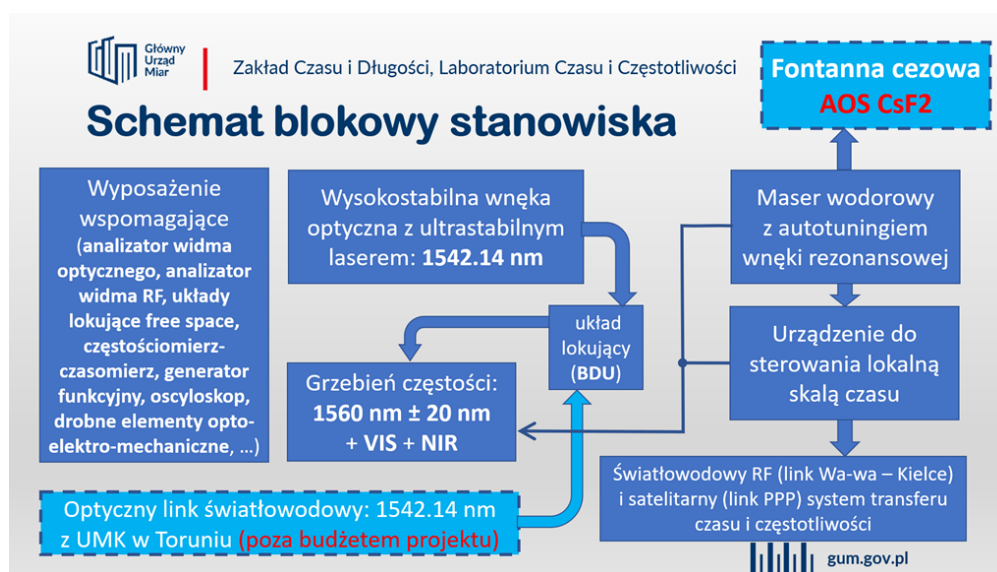 Główny
Urząd
Miar
Zakład Czasu i Długości, Laboratorium Czasu i Częstotliwości
Schemat blokowy stanowiska
Fontanna cezowa
AOS CsF2
Wyposażenie
wspomagające
(analizator widma
optycznego, analizator
widma RF, układy
lokujące free space,
częstościomierz-
czasomierz, generator
funkcyjny, oscyloskop,
drobne elementy opto-
elektro-mechaniczne, ...)
Wysokostabilna wnęka
optyczna z ultrastabilnym
laserem: 1542.14 nm
układ
lokujący
(BDU)
Grzebień częstości:
1560 nm ± 20 nm
+ VIS + NIR
Optyczny link światłowodowy: 1542.14 nm
z UMK w Toruniu (poza budżetem projektu)
Maser wodorowy
z autotuningiem
wnęki rezonansowej
Urządzenie do
sterowania lokalną
skalą czasu
Światłowodowy RF (link Wa-wa – Kielce)
i satelitarny (link PPP) system transferu
czasu i częstotliwości
gum.gov.pl